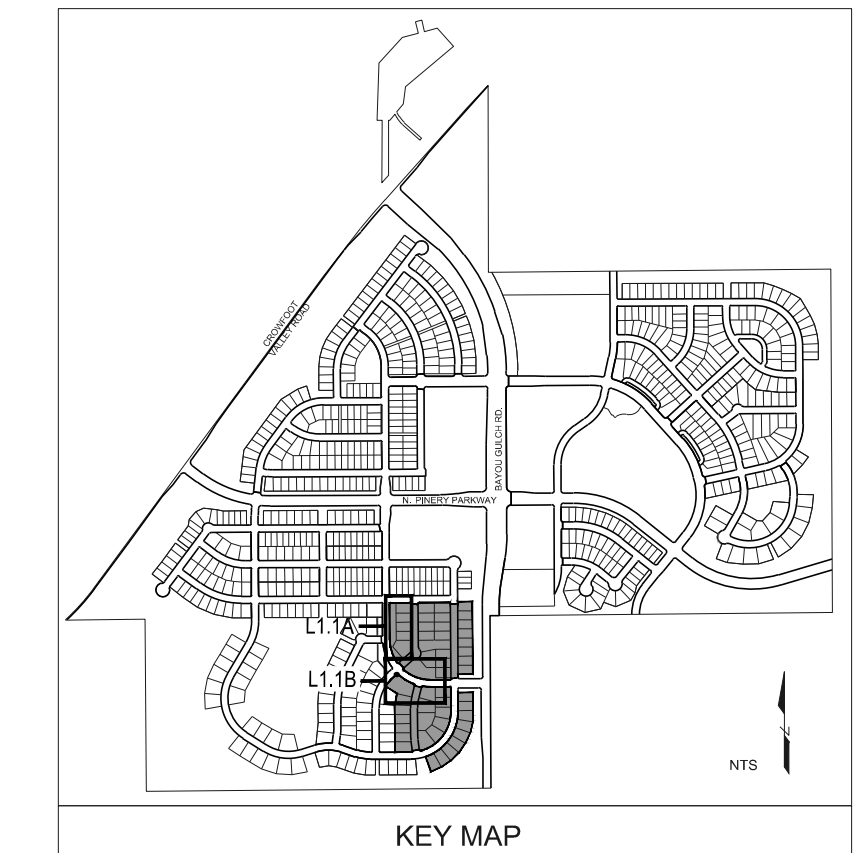 CROWFOOT
VALLEY ROAD
BAYOU GULCH RD.
N. PINERY PARKWAY
L1.1A
L1.1B
N
NTS
KEY MAP